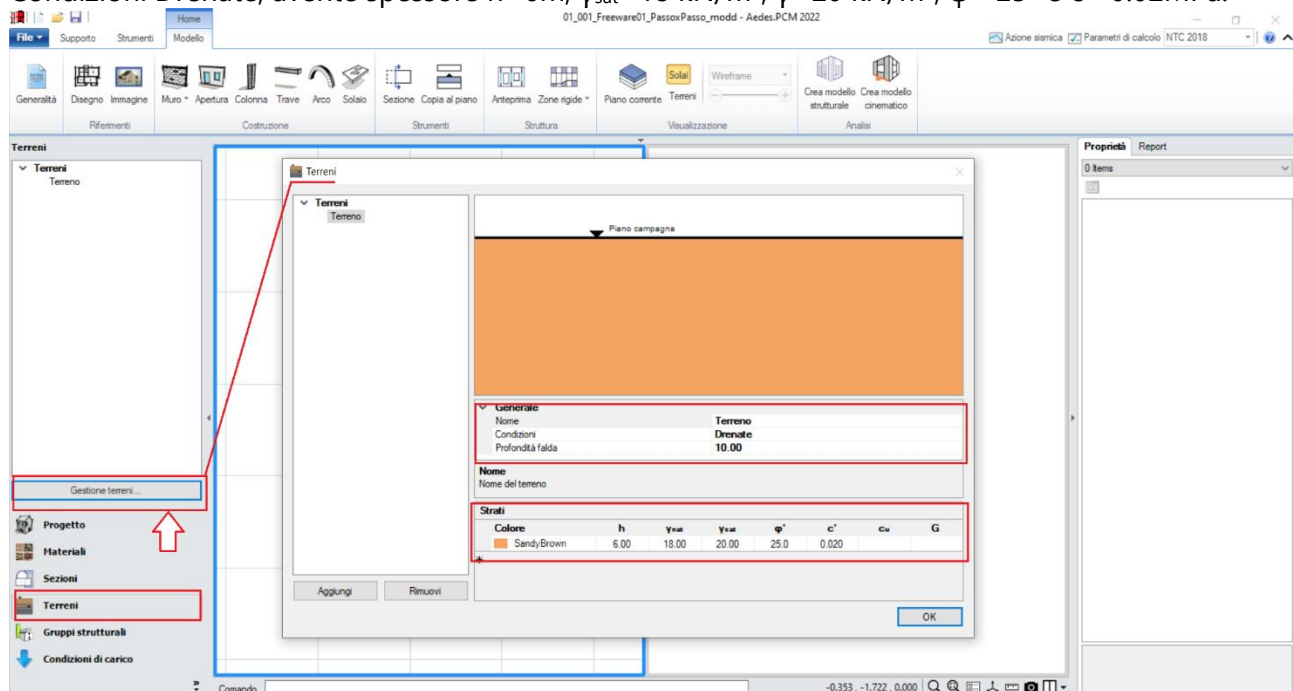 Condizioni Drenate, avente spessore h=6m, γsat=18 kN/m³, γ=20 kN/m³, φ'=25° e c'=0.02MPa.
Home
01_001_Freeware01_PassoxPasso_modd - Aedes.PCM 2022
File Supporto Strumenti Modello
Azione sismica Parametri di calcolo NTC 2018
Generalità Disegno Immagine Muro Apertura Colonna Trave Arco Solaio Sezione Copia al piano Anteprima Zone rigide Piano corrente Solai Terreni Wireframe Crea modello strutturale Crea modello cinematico
Riferimenti Costruzione Strumenti Struttura Visualizzazione Analisi
Terreni
Terreni
Terreno
Gestione terreni...
Progetto
Materiali
Sezioni
Terreni
Gruppi strutturali
Condizioni di carico
Terreni
Terreni
Terreno
Aggiungi Rimuovi
Piano campagna
Generale
Nome Terreno
Condizioni Drenate
Profondità falda 10.00
Nome
Nome del terreno
Strati
Colore h γnat γsat φ' c' cu G
SandyBrown 6.00 18.00 20.00 25.0 0.020
*
OK
Proprietà Report
0 Items
Comando
-0.353 , -1.722 , 0.000